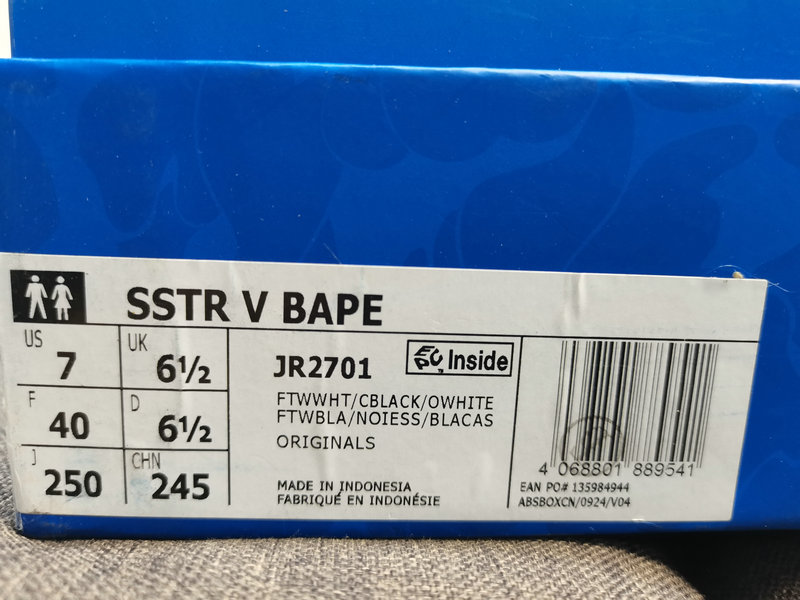 SSTR V BAPE
US 7
UK 6½
F 40
D 6½
J 250
CHN 245
JR2701
EPC Inside
FTWWHT/CBLACK/OWHITE
FTWBLA/NOIESS/BLACAS
ORIGINALS
MADE IN INDONESIA
FABRIQUÉ EN INDONÉSIE
4 068801 889541
EAN PO# 135984944
ABSBOXCN/0924/V04